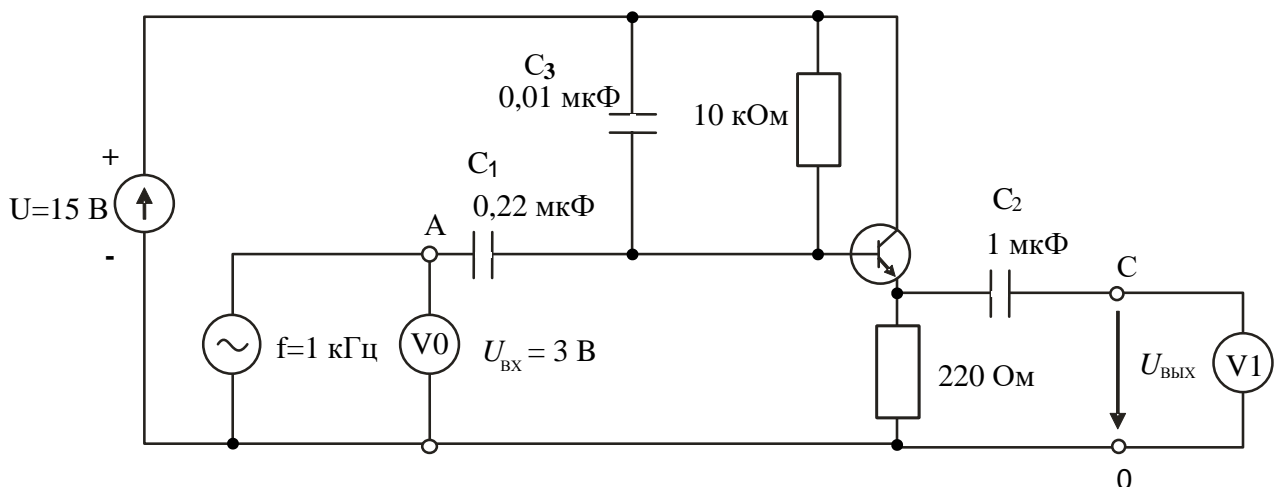 C3
0,01 мкФ
10 кОм
+
C1
U=15 В
0,22 мкФ
C2
A
1 мкФ
-
C
f=1 кГц
V0
Uвх = 3 В
220 Ом
Uвых
V1
0